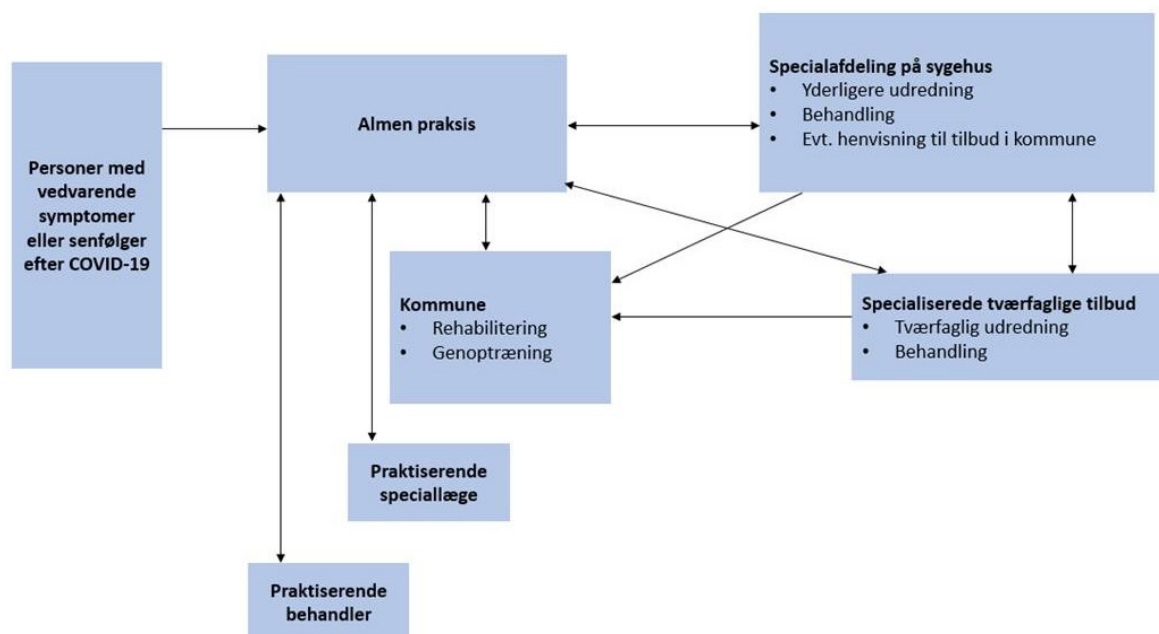 Personer med
vedvarende
symptomer
eller senfølger
efter COVID-19
Almen praksis
Specialafdeling på sygehus
• Yderligere udredning
• Behandling
• Evt. henvisning til tilbud i kommune
Kommune
• Rehabilitering
• Genoptræning
Specialiserede tværfaglige tilbud
• Tværfaglig udredning
• Behandling
Praktiserende
speciallæge
Praktiserende
behandler